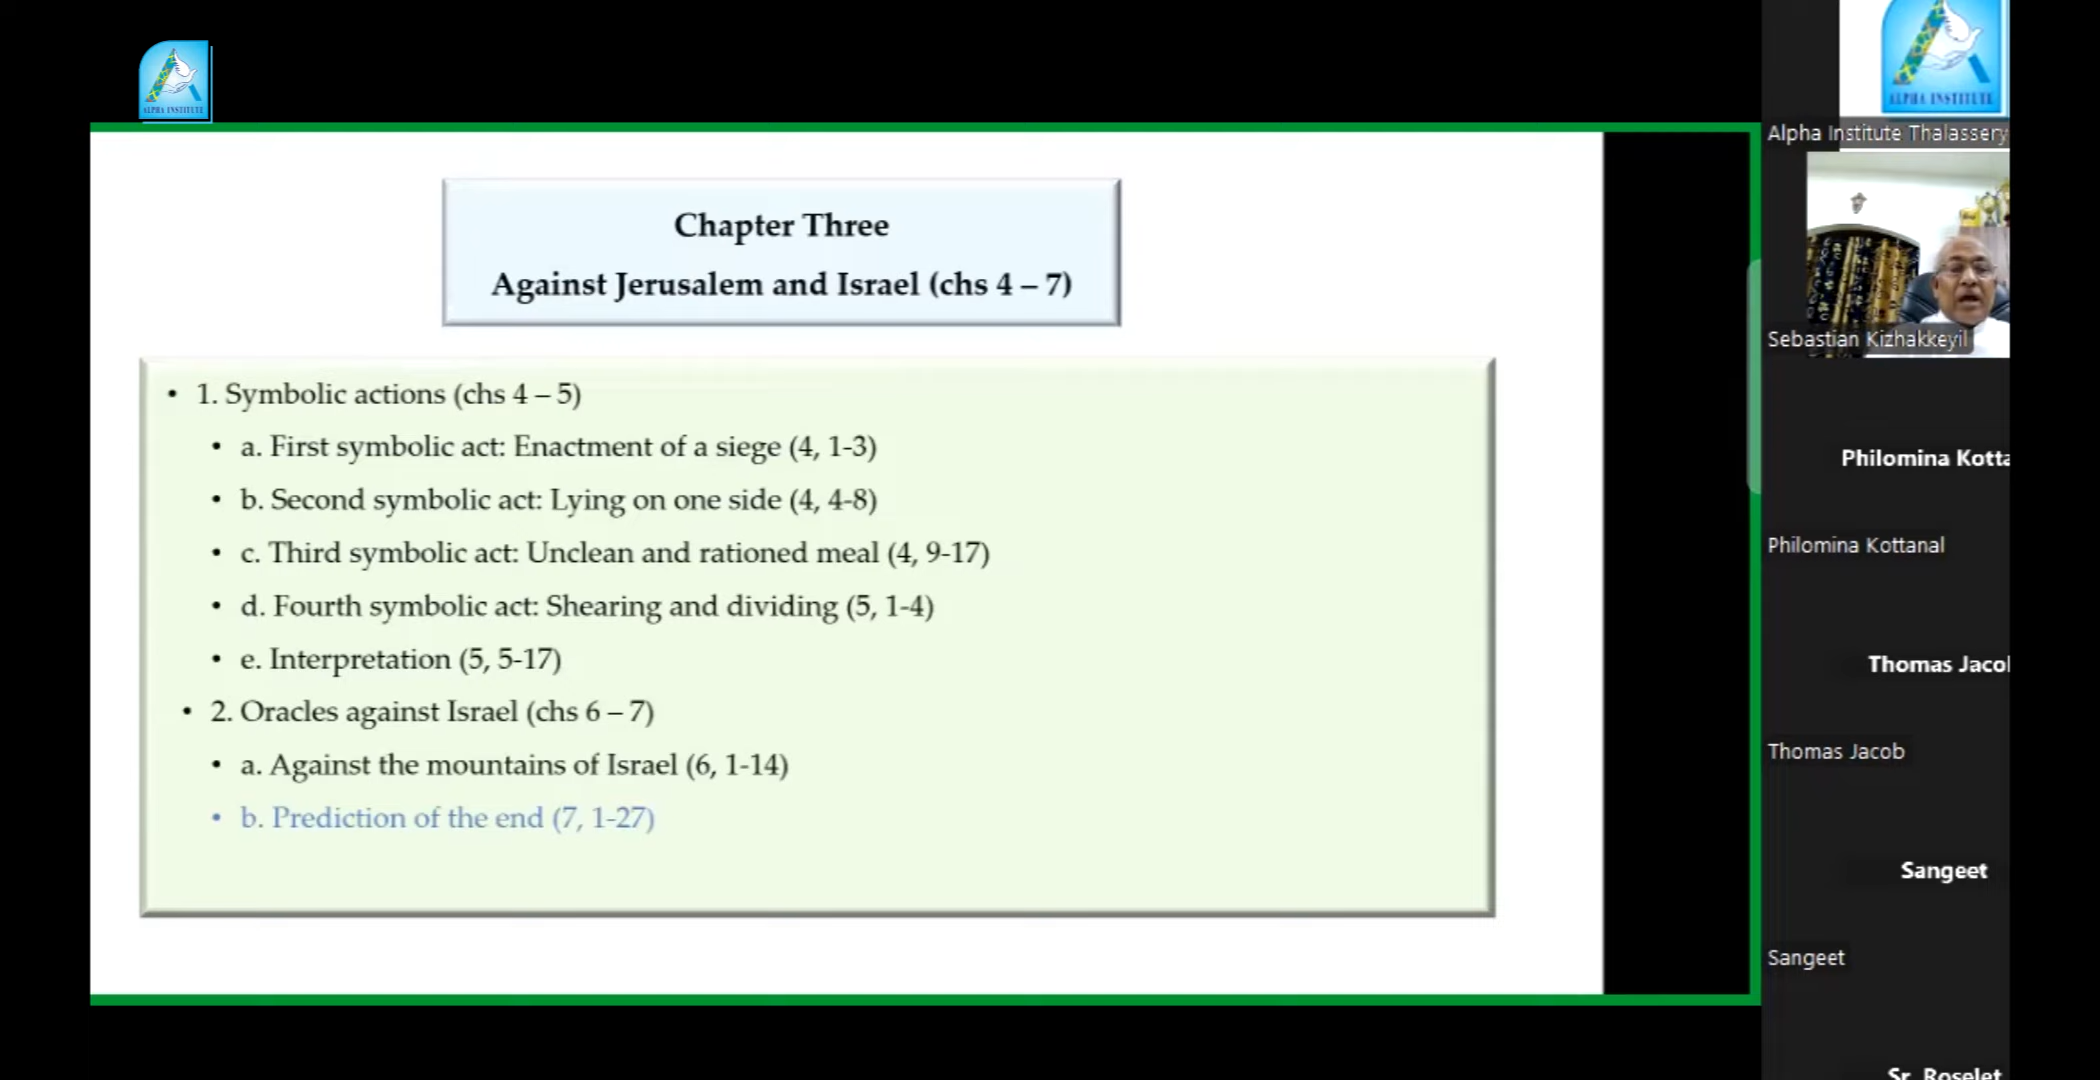 ALPHA INSTITUTE
Chapter Three
Against Jerusalem and Israel (chs 4 – 7)
• 1. Symbolic actions (chs 4 – 5)
• a. First symbolic act: Enactment of a siege (4, 1-3)
• b. Second symbolic act: Lying on one side (4, 4-8)
• c. Third symbolic act: Unclean and rationed meal (4, 9-17)
• d. Fourth symbolic act: Shearing and dividing (5, 1-4)
• e. Interpretation (5, 5-17)
• 2. Oracles against Israel (chs 6 – 7)
• a. Against the mountains of Israel (6, 1-14)
• b. Prediction of the end (7, 1-27)
ALPHA INSTITUTE
Alpha Institute Thalassery
Sebastian Kizhakkeyil
Philomina Kotta
Philomina Kottanal
Thomas Jacol
Thomas Jacob
Sangeet
Sangeet
Sr. Roselet